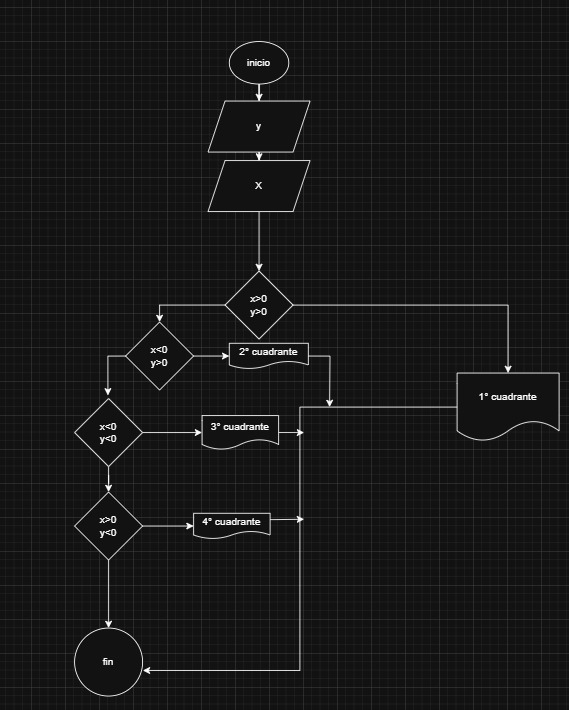 inicio
y
X
x>0
y>0
x<0
y>0
2° cuadrante
1° cuadrante
x<0
y<0
3° cuadrante
x>0
y<0
4° cuadrante
fin